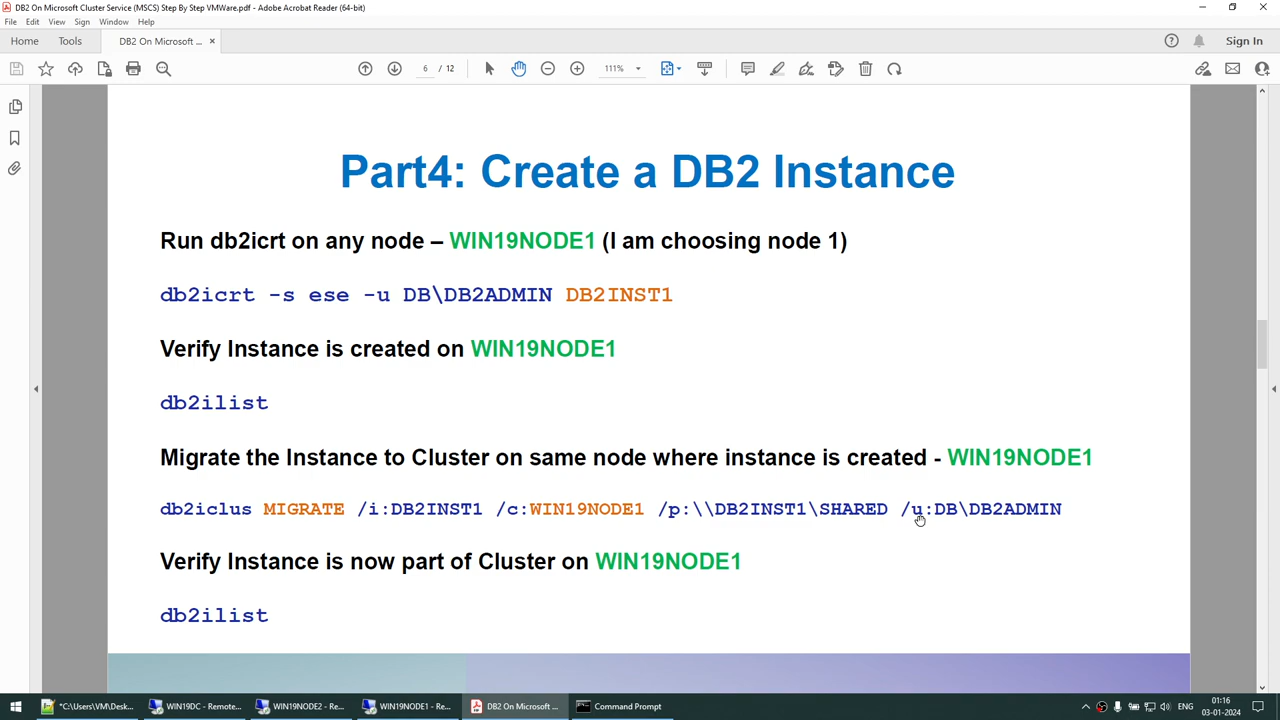 DB2 On Microsoft Cluster Service (MSCS) Step By Step VMWare.pdf - Adobe Acrobat Reader (64-bit)
File Edit View Sign Window Help
Home Tools DB2 On Microsoft ... × Sign In
6 / 12 111%
Part4: Create a DB2 Instance
Run db2icrt on any node – WIN19NODE1 (I am choosing node 1)
db2icrt -s ese -u DB\DB2ADMIN DB2INST1
Verify Instance is created on WIN19NODE1
db2ilist
Migrate the Instance to Cluster on same node where instance is created - WIN19NODE1
db2iclus MIGRATE /i:DB2INST1 /c:WIN19NODE1 /p:\\DB2INST1\SHARED /u:DB\DB2ADMIN
Verify Instance is now part of Cluster on WIN19NODE1
db2ilist
*C:\Users\VM\Desk... WIN19DC - Remote... WIN19NODE2 - Re... WIN19NODE1 - Re... DB2 On Microsoft ... Command Prompt ENG 01:16
03-01-2024